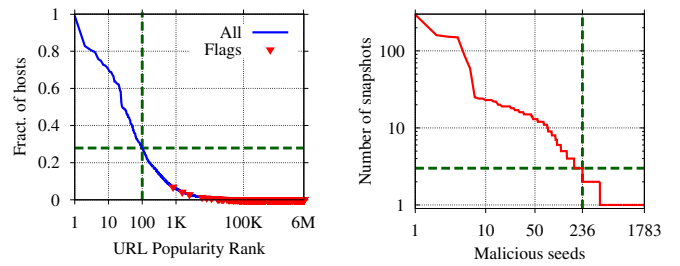 Fract. of hosts
1
0.8
0.6
0.4
0.2
0
All
Flags
1 10 100 1K 100K 6M
URL Popularity Rank
Number of snapshots
100
10
1
1 10 50 236 1783
Malicious seeds